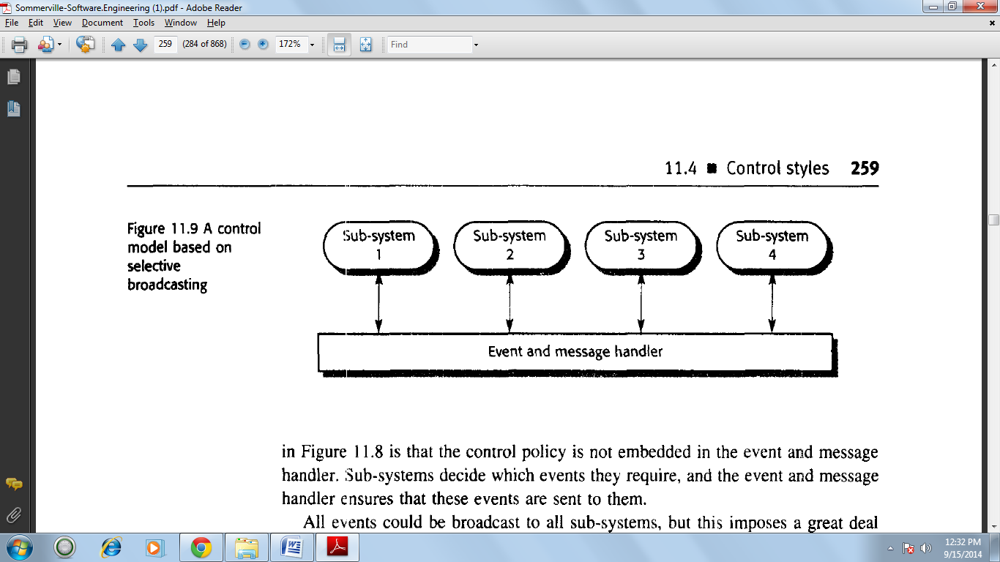 Sommerville-Software.Engineering (1).pdf - Adobe Reader
File Edit View Document Tools Window Help
259 (284 of 868) 172% Find
11.4 ■ Control styles 259
Figure 11.9 A control
model based on
selective
broadcasting
Sub-system
1
Sub-system
2
Sub-system
3
Sub-system
4
Event and message handler
in Figure 11.8 is that the control policy is not embedded in the event and message
handler. Sub-systems decide which events they require, and the event and message
handler ensures that these events are sent to them.
All events could be broadcast to all sub-systems, but this imposes a great deal
12:32 PM
9/15/2014